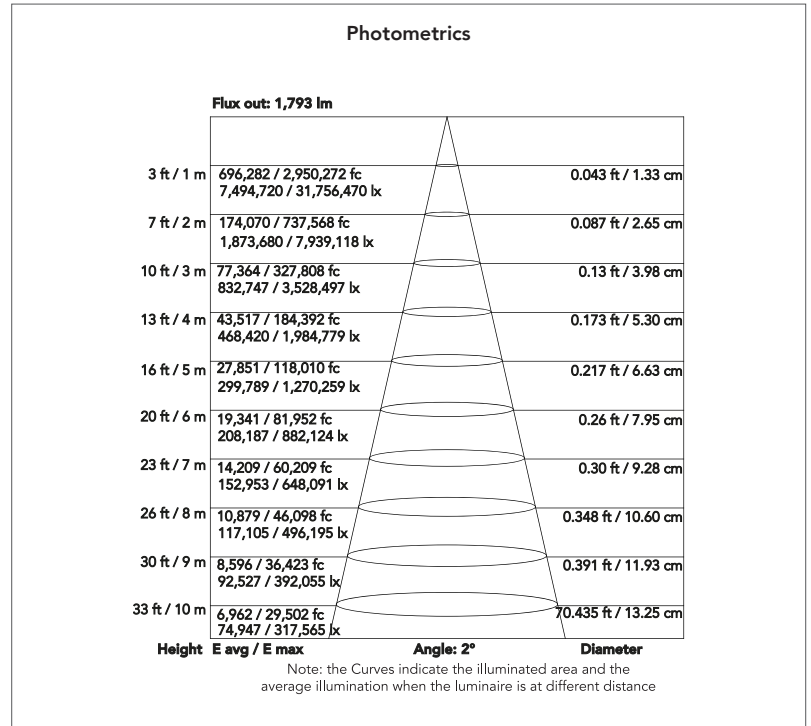 Photometrics
Flux out: 1,793 lm
3 ft / 1 m 696,282 / 2,950,272 fc 0.043 ft / 1.33 cm
7,494,720 / 31,756,470 lx
7 ft / 2 m 174,070 / 737,568 fc 0.087 ft / 2.65 cm
1,873,680 / 7,939,118 lx
10 ft / 3 m 77,364 / 327,808 fc 0.13 ft / 3.98 cm
832,747 / 3,528,497 lx
13 ft / 4 m 43,517 / 184,392 fc 0.173 ft / 5.30 cm
468,420 / 1,984,779 lx
16 ft / 5 m 27,851 / 118,010 fc 0.217 ft / 6.63 cm
299,789 / 1,270,259 lx
20 ft / 6 m 19,341 / 81,952 fc 0.26 ft / 7.95 cm
208,187 / 882,124 lx
23 ft / 7 m 14,209 / 60,209 fc 0.30 ft / 9.28 cm
152,953 / 648,091 lx
26 ft / 8 m 10,879 / 46,098 fc 0.348 ft / 10.60 cm
117,105 / 496,195 lx
30 ft / 9 m 8,596 / 36,423 fc 0.391 ft / 11.93 cm
92,527 / 392,055 lx
33 ft / 10 m 6,962 / 29,502 fc 70.435 ft / 13.25 cm
74,947 / 317,565 lx
Height E avg / E max Angle: 2º Diameter
Note: the Curves indicate the illuminated area and the
average illumination when the luminaire is at different distance